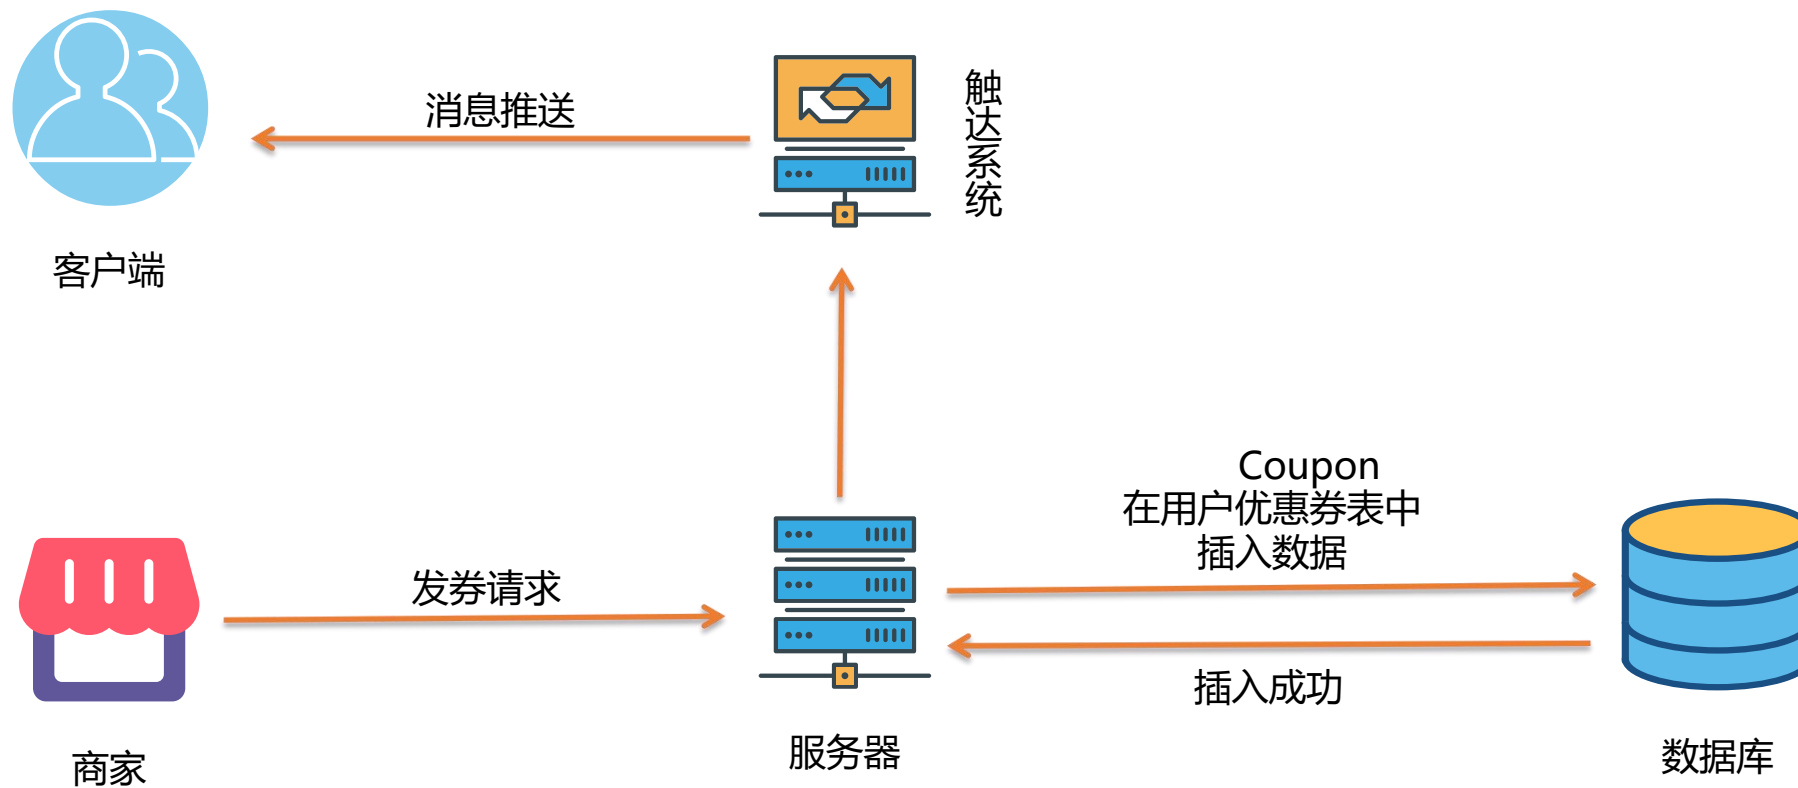 消息推送
触达系统
客户端
Coupon
在用户优惠券表中
插入数据
发券请求
插入成功
商家
服务器
数据库